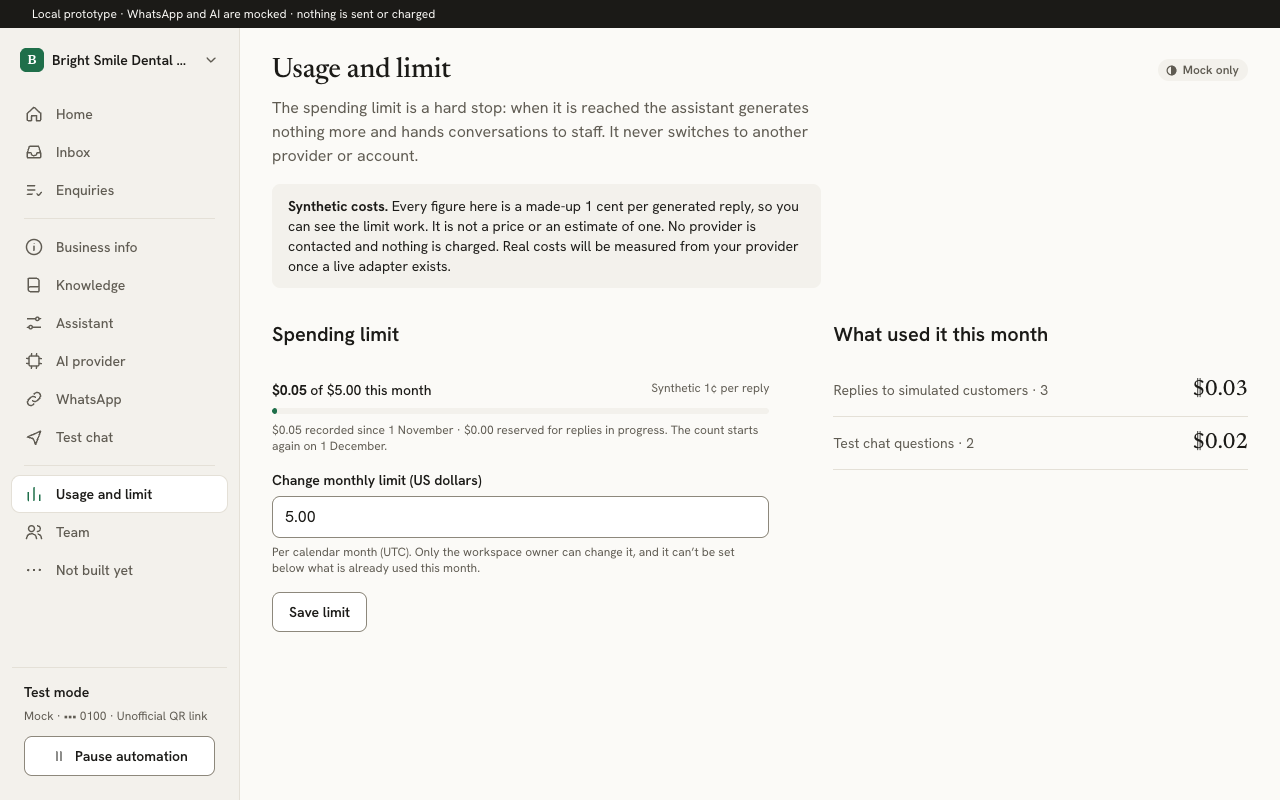 Local prototype · WhatsApp and AI are mocked · nothing is sent or charged
B
Bright Smile Dental ...
Home
Inbox
Enquiries
Business info
Knowledge
Assistant
AI provider
WhatsApp
Test chat
Usage and limit
Team
Not built yet
Test mode
Mock · ••• 0100 · Unofficial QR link
Pause automation
Usage and limit
Mock only
The spending limit is a hard stop: when it is reached the assistant generates
nothing more and hands conversations to staff. It never switches to another
provider or account.
Synthetic costs. Every figure here is a made-up 1 cent per generated reply, so you
can see the limit work. It is not a price or an estimate of one. No provider is
contacted and nothing is charged. Real costs will be measured from your provider
once a live adapter exists.
Spending limit
$0.05 of $5.00 this month
Synthetic 1¢ per reply
$0.05 recorded since 1 November · $0.00 reserved for replies in progress. The count starts
again on 1 December.
Change monthly limit (US dollars)
5.00
Per calendar month (UTC). Only the workspace owner can change it, and it can’t be set
below what is already used this month.
Save limit
What used it this month
Replies to simulated customers · 3
$0.03
Test chat questions · 2
$0.02